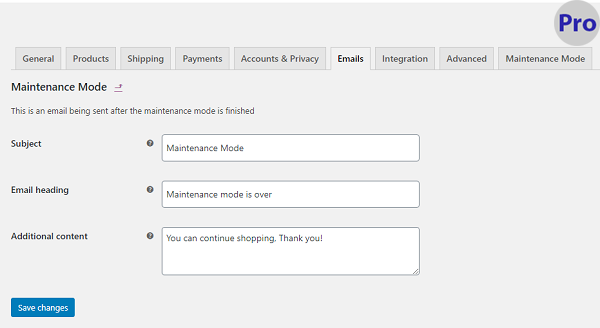 Pro
General Products Shipping Payments Accounts & Privacy Emails Integration Advanced Maintenance Mode
Maintenance Mode
This is an email being sent after the maintenance mode is finished
Subject ? Maintenance Mode
Email heading ? Maintenance mode is over
Additional content ? You can continue shopping, Thank you!
Save changes